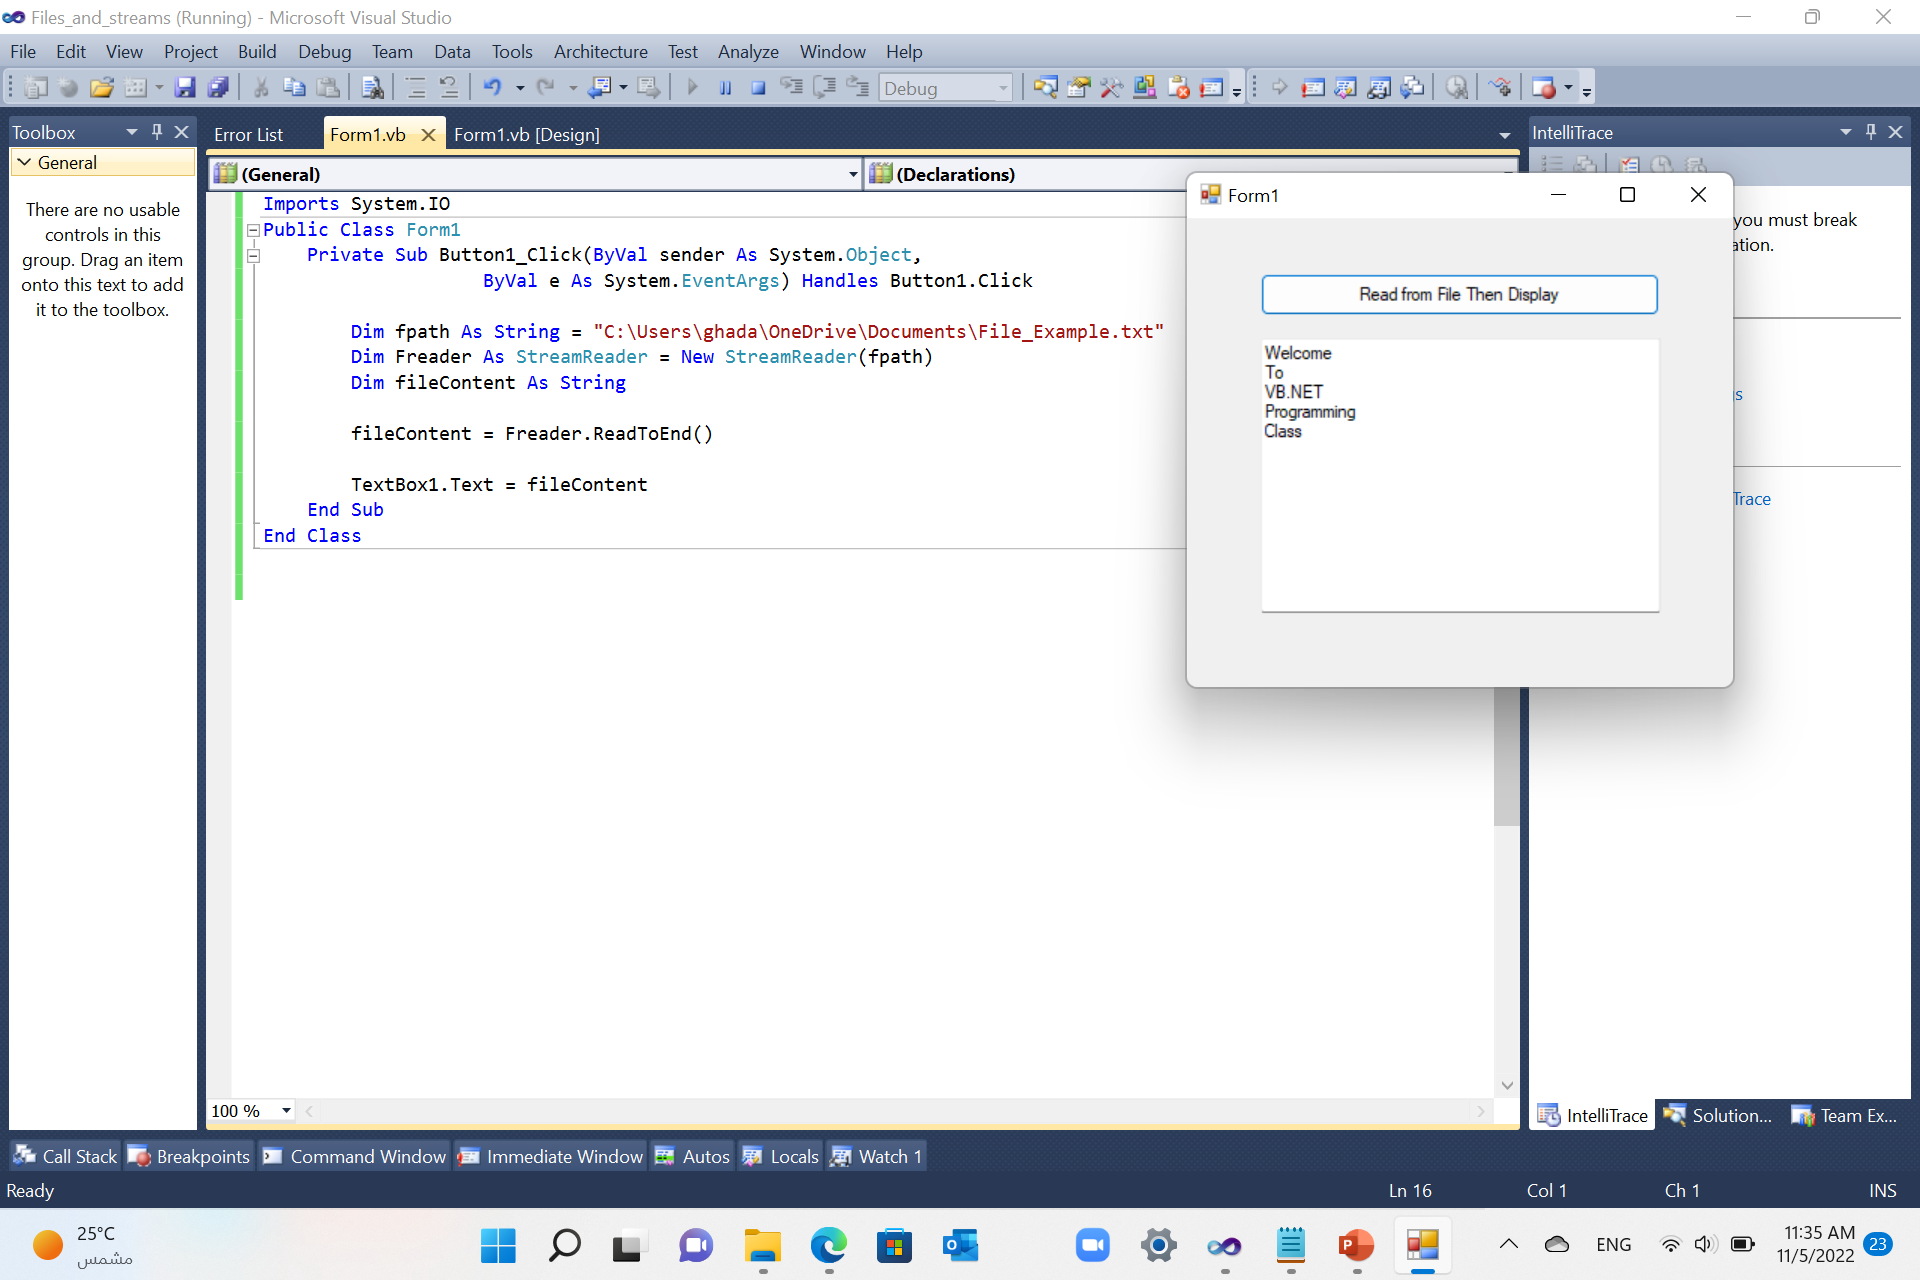 Files_and_streams (Running) - Microsoft Visual Studio
File Edit View Project Build Debug Team Data Tools Architecture Test Analyze Window Help
Debug
Toolbox
General
There are no usable
controls in this
group. Drag an item
onto this text to add
it to the toolbox.
Error List Form1.vb Form1.vb [Design]
(General) (Declarations)
Imports System.IO
Public Class Form1
Private Sub Button1_Click(ByVal sender As System.Object,
ByVal e As System.EventArgs) Handles Button1.Click
Dim fpath As String = "C:\Users\ghada\OneDrive\Documents\File_Example.txt"
Dim Freader As StreamReader = New StreamReader(fpath)
Dim fileContent As String
fileContent = Freader.ReadToEnd()
TextBox1.Text = fileContent
End Sub
End Class
100 %
Form1
Read from File Then Display
Welcome
To
VB.NET
Programming
Class
IntelliTrace
you must break
ation.
s
Trace
IntelliTrace Solution... Team Ex...
Call Stack Breakpoints Command Window Immediate Window Autos Locals Watch 1
Ready Ln 16 Col 1 Ch 1 INS
25°C
مشمس
ENG
11:35 AM
11/5/2022
23